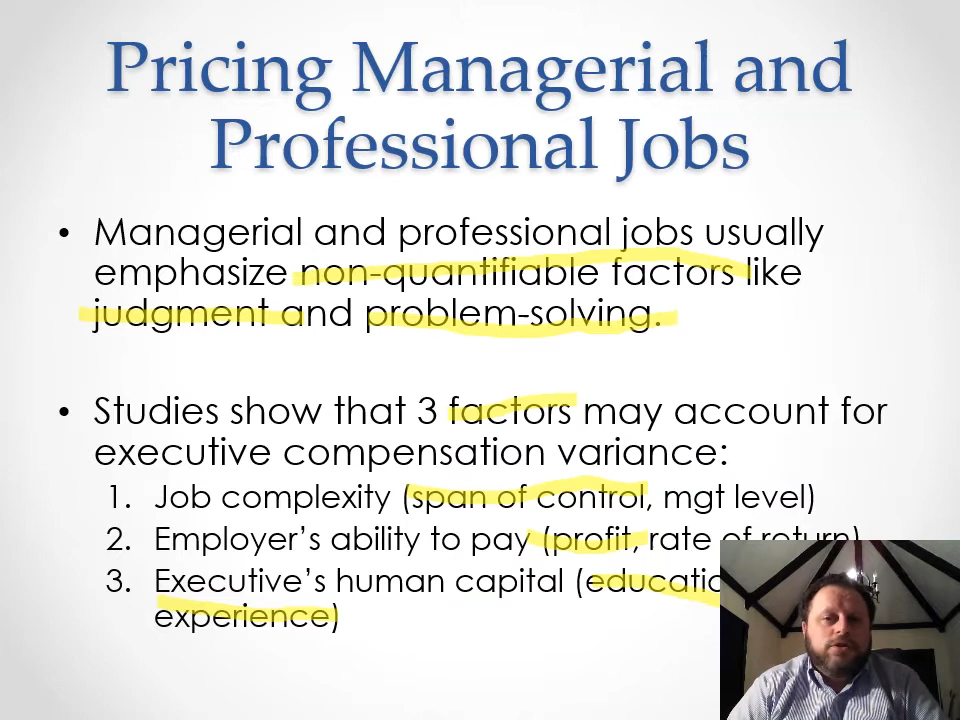 Pricing Managerial and
Professional Jobs
• Managerial and professional jobs usually
emphasize non-quantifiable factors like
judgment and problem-solving.
• Studies show that 3 factors may account for
executive compensation variance:
1. Job complexity (span of control, mgt level)
2. Employer's ability to pay (profit, rate of return)
3. Executive's human capital
experience)